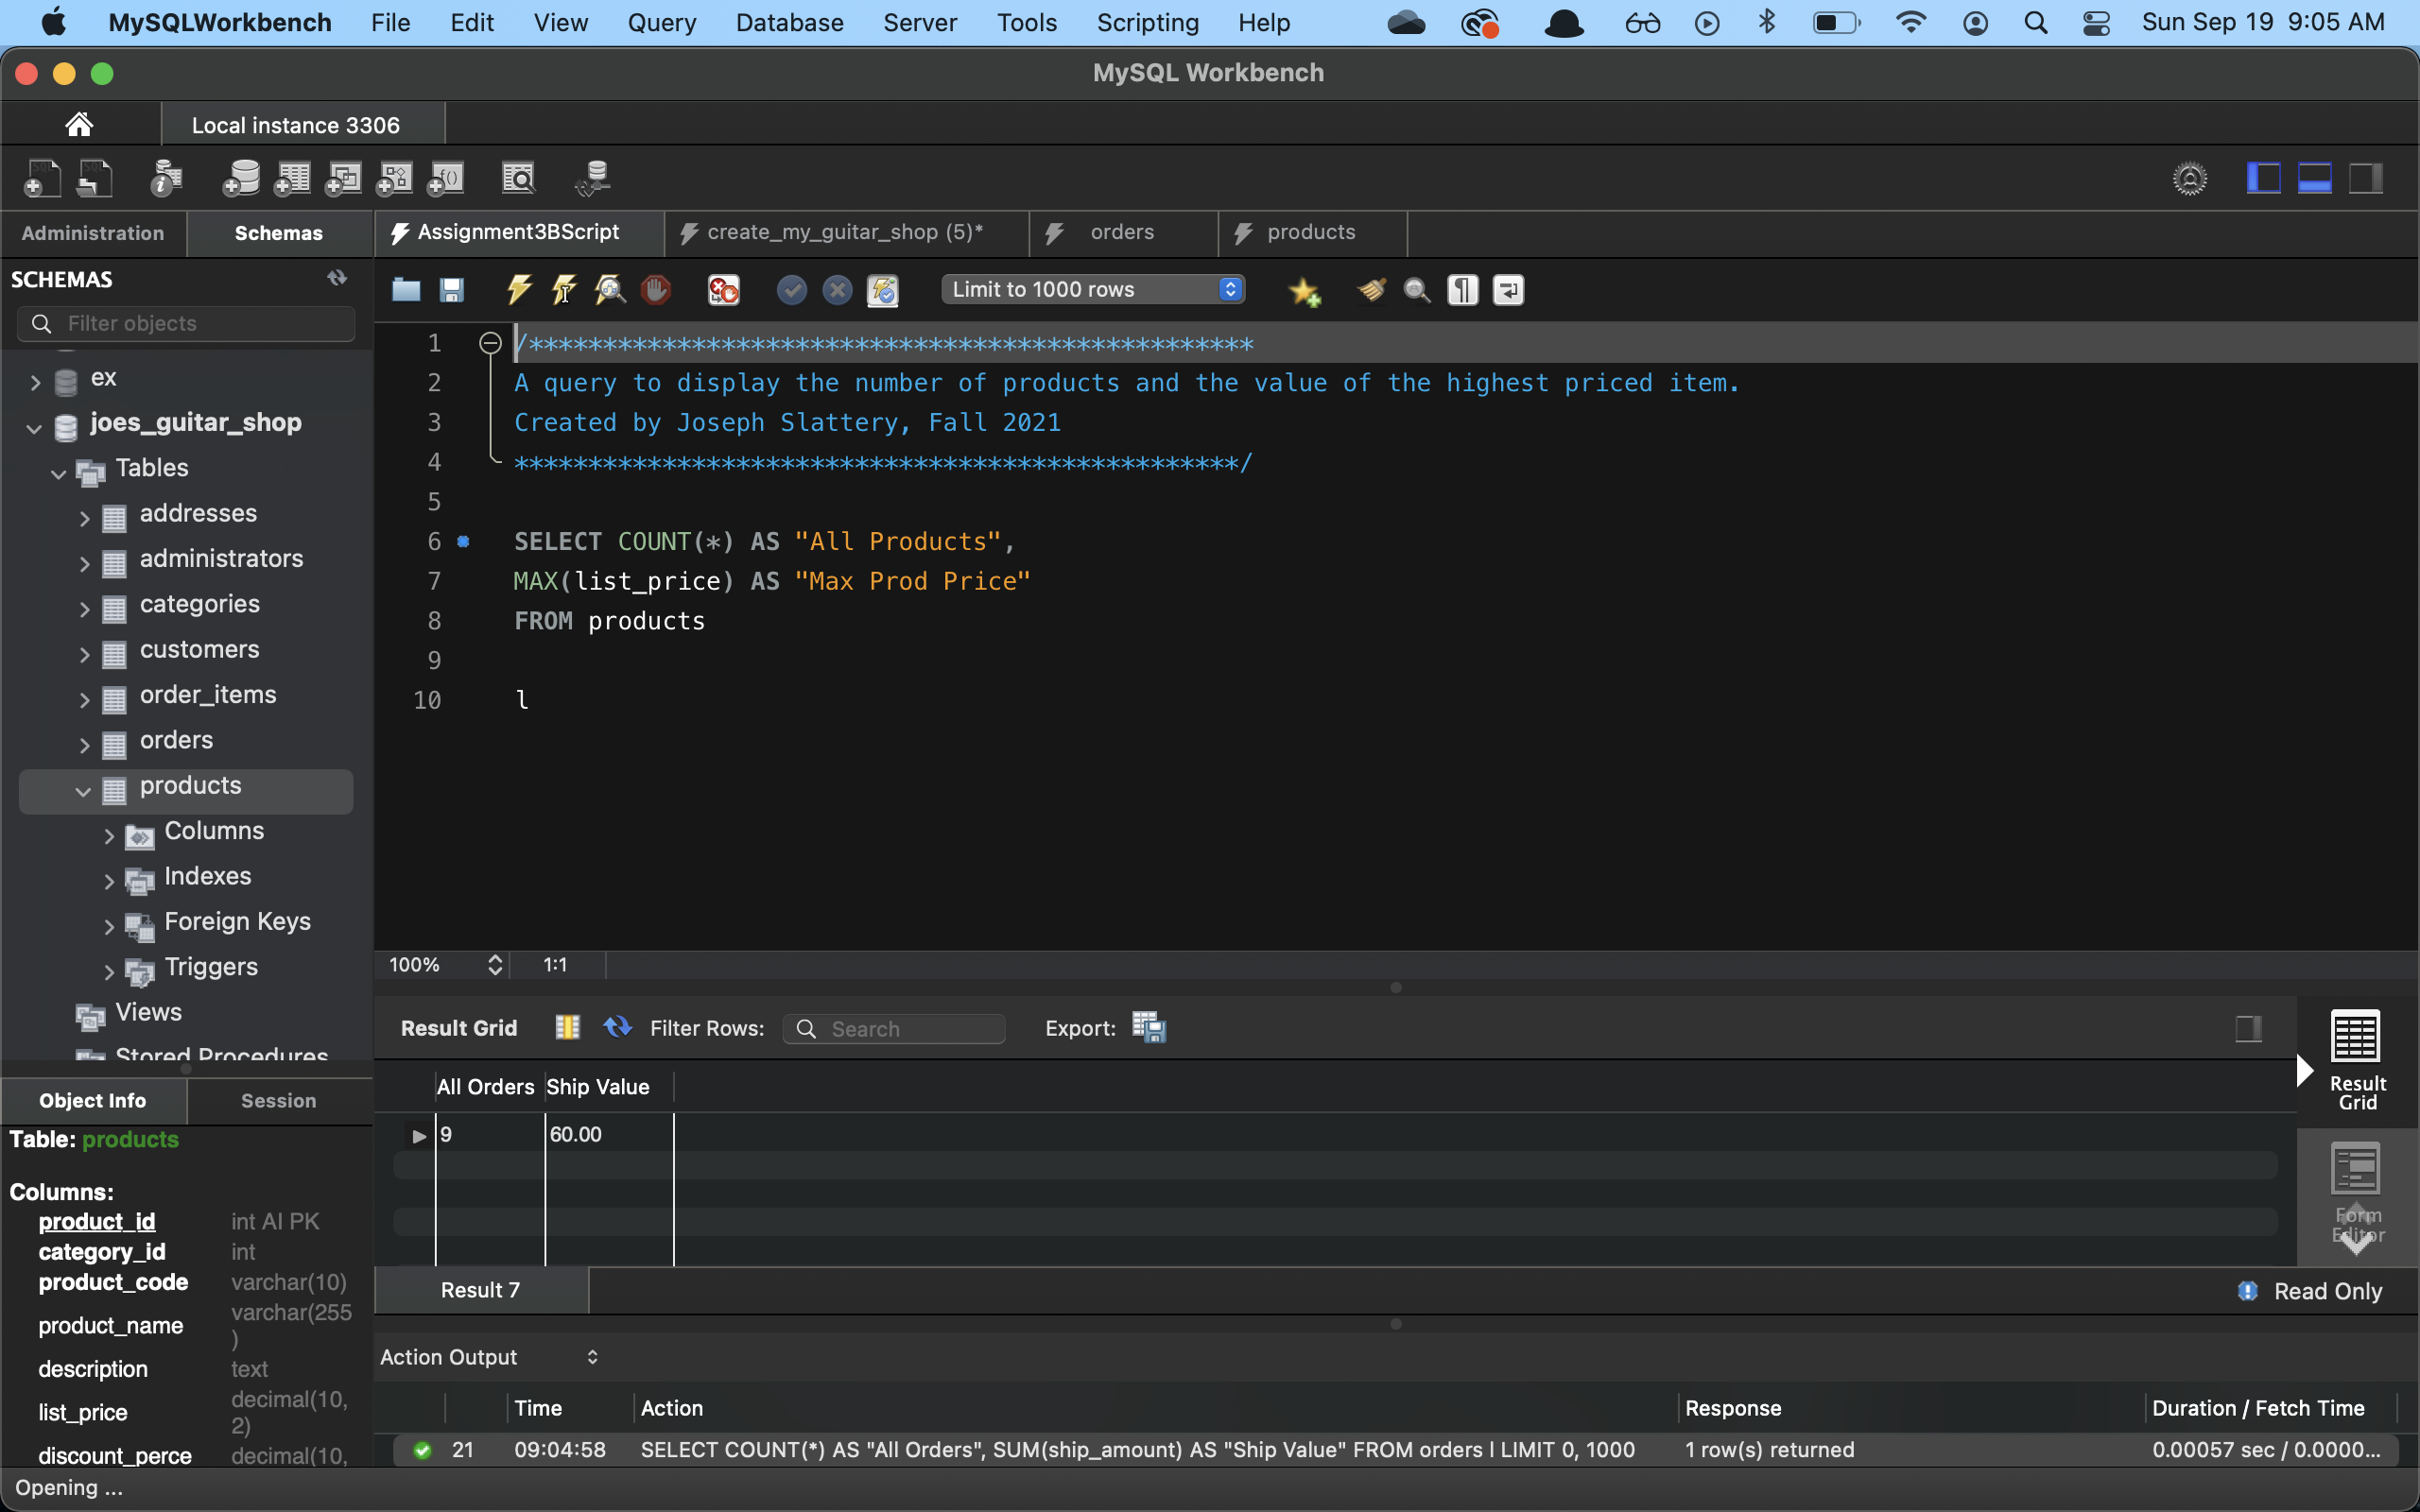 MySQLWorkbench File Edit View Query Database Server Tools Scripting Help Sun Sep 19 9:05 AM
MySQL Workbench
Local instance 3306
Administration Schemas Assignment3BScript create_my_guitar_shop (5)* orders products
SCHEMAS
Filter objects
Limit to 1000 rows
ex
joes_guitar_shop
Tables
addresses
administrators
categories
customers
order_items
orders
products
Columns
Indexes
Foreign Keys
Triggers
Views
Stored Procedures
1 /*************************************************
2 A query to display the number of products and the value of the highest priced item.
3 Created by Joseph Slattery, Fall 2021
4 *************************************************/
5
6 SELECT COUNT(*) AS "All Products",
7 MAX(list_price) AS "Max Prod Price"
8 FROM products
9
10 l
100% 1:1
Result Grid Filter Rows: Search Export:
All Orders Ship Value
9 60.00
Result Grid
Form Editor
Result 7 Read Only
Object Info Session
Table: products
Columns:
product_id int AI PK
category_id int
product_code varchar(10)
product_name varchar(255)
description text
list_price decimal(10,2)
discount_perce decimal(10,
Action Output
Time Action Response Duration / Fetch Time
21 09:04:58 SELECT COUNT(*) AS "All Orders", SUM(ship_amount) AS "Ship Value" FROM orders l LIMIT 0, 1000 1 row(s) returned 0.00057 sec / 0.0000...
Opening ...